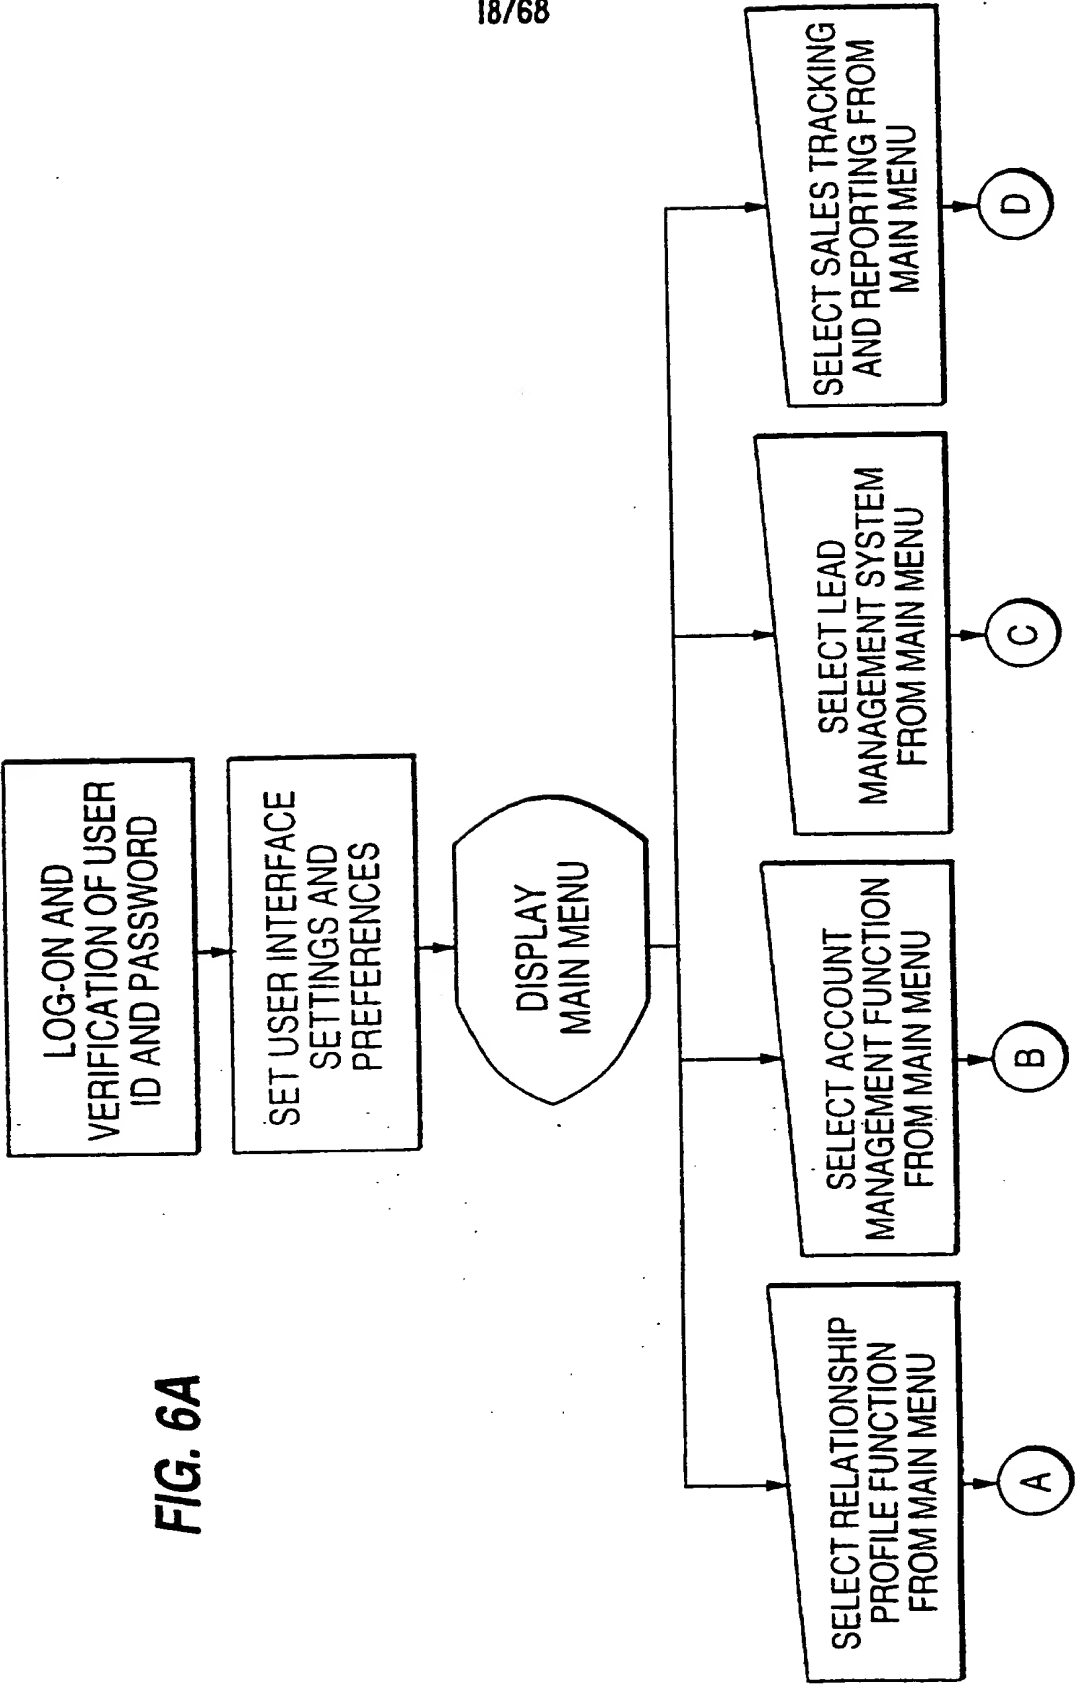 18/68
FIG. 6A
LOG-ON AND
VERIFICATION OF USER
ID AND PASSWORD
SET USER INTERFACE
SETTINGS AND
PREFERENCES
DISPLAY
MAIN MENU
SELECT RELATIONSHIP
PROFILE FUNCTION
FROM MAIN MENU
A
SELECT ACCOUNT
MANAGEMENT FUNCTION
FROM MAIN MENU
B
SELECT LEAD
MANAGEMENT SYSTEM
FROM MAIN MENU
C
SELECT SALES TRACKING
AND REPORTING FROM
MAIN MENU
D